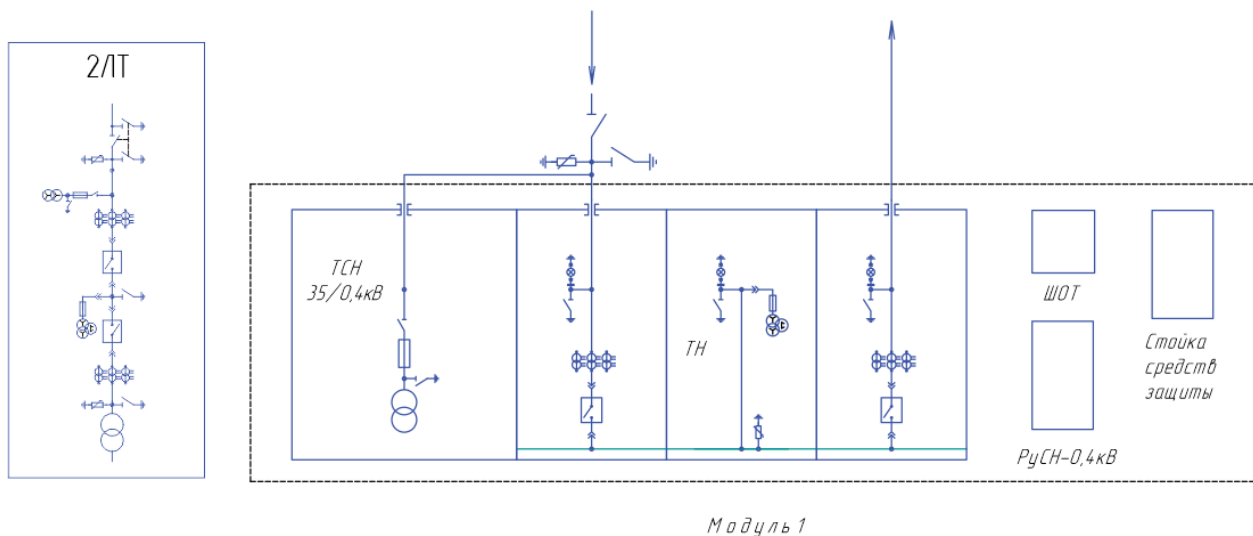 2ЛТ
ТСН
35/0,4кВ
ТН
ШОТ
Стойка
средств
защиты
РуСН-0,4кВ
Модуль 1